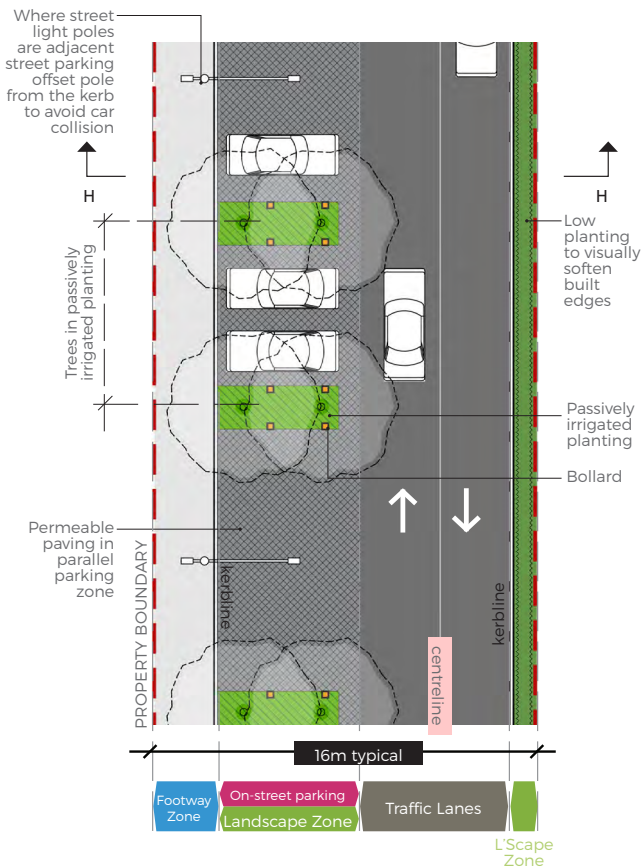 Where street
light poles
are adjacent
street parking
offset pole
from the kerb
to avoid car
collision
H
H
Trees in passively
irrigated planting
Low
planting
to visually
soften
built
edges
Passively
irrigated
planting
Bollard
Permeable
paving in
parallel
parking
zone
PROPERTY BOUNDARY
kerbline
centreline
kerbline
16m typical
Footway
Zone
On-street parking
Landscape Zone
Traffic Lanes
L'Scape
Zone